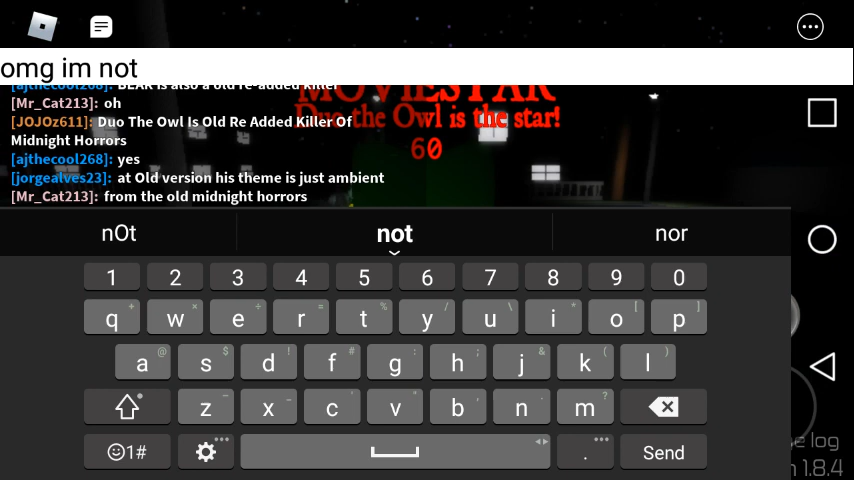 omg im not
[ajthecool268]: BEAR is also a old re-added killer
[Mr_Cat213]: oh
[JOJOz611]: Duo The Owl Is Old Re Added Killer Of
Midnight Horrors
[ajthecool268]: yes
[jorgealves23]: at Old version his theme is just ambient
[Mr_Cat213]: from the old midnight horrors
MOVIESTAR
Duo the Owl is the star!
60
nOt not nor
1 2 3 4 5 6 7 8 9 0
q w e r t y u i o p
a s d f g h j k l
z x c v b n m
☺1# . Send
log
1.8.4